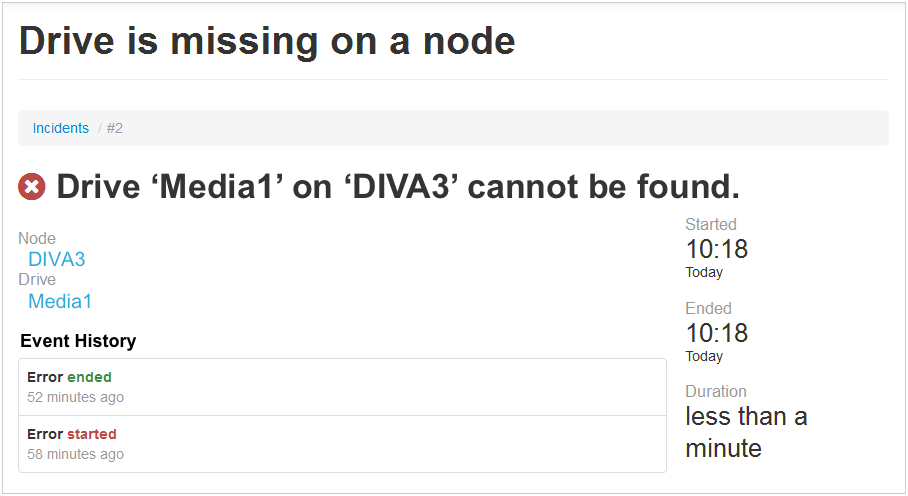 Drive is missing on a node
Incidents / #2
Drive ‘Media1’ on ‘DIVA3’ cannot be found.
Node
DIVA3
Drive
Media1
Event History
Error ended
52 minutes ago
Error started
58 minutes ago
Started
10:18
Today
Ended
10:18
Today
Duration
less than a
minute